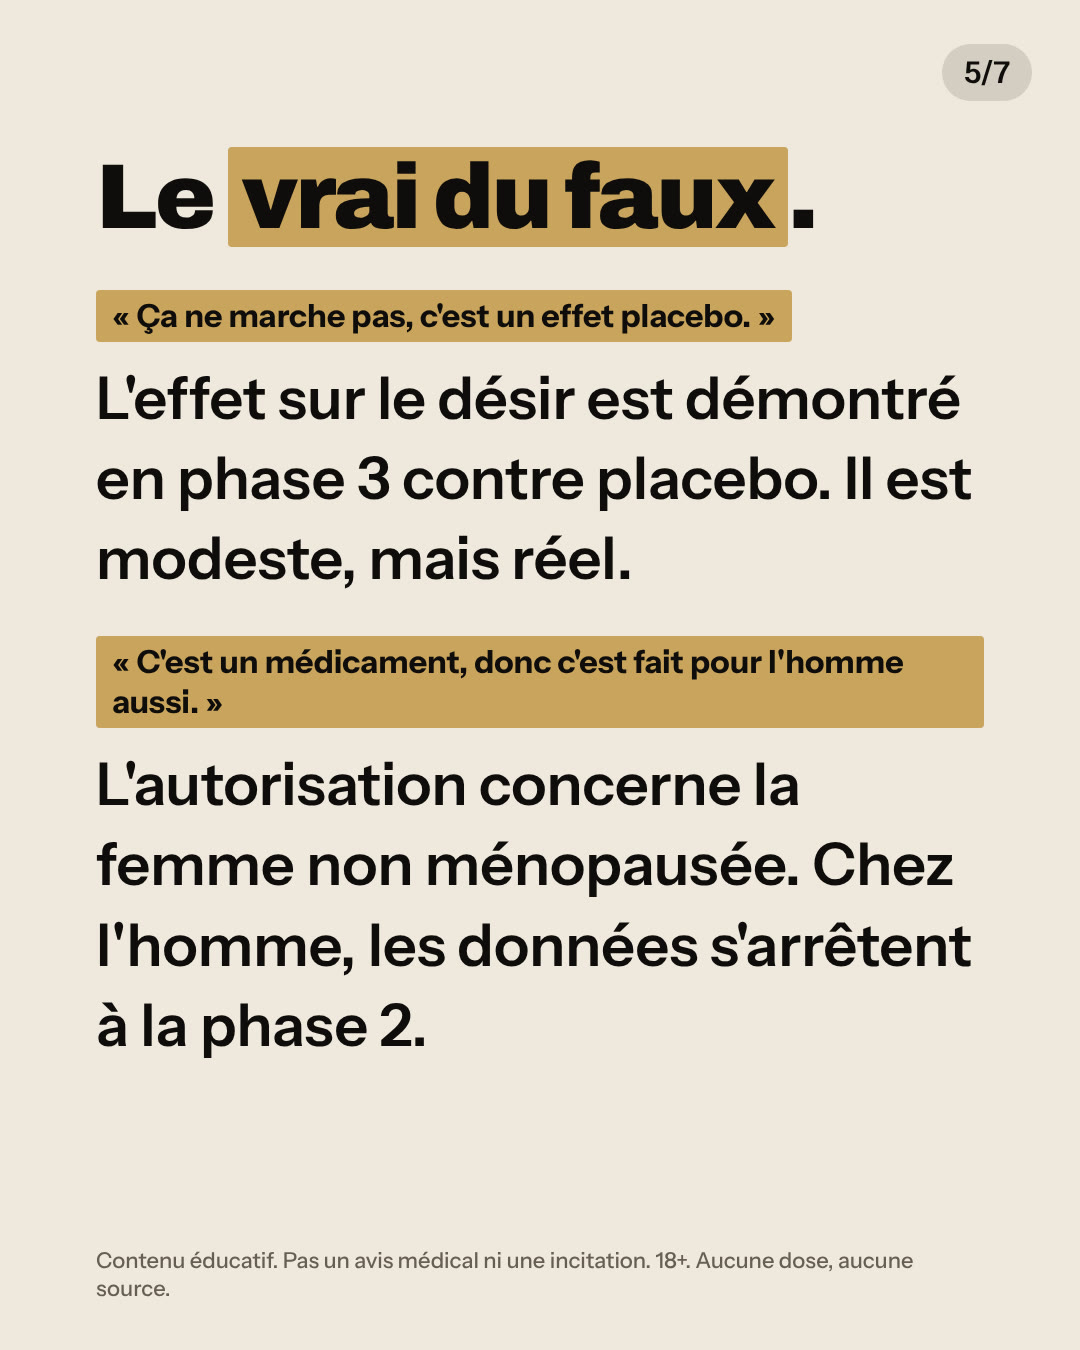 5/7
Le vrai du faux.
« Ça ne marche pas, c'est un effet placebo. »
L'effet sur le désir est démontré
en phase 3 contre placebo. Il est
modeste, mais réel.
« C'est un médicament, donc c'est fait pour l'homme
aussi. »
L'autorisation concerne la
femme non ménopausée. Chez
l'homme, les données s'arrêtent
à la phase 2.
Contenu éducatif. Pas un avis médical ni une incitation. 18+. Aucune dose, aucune
source.